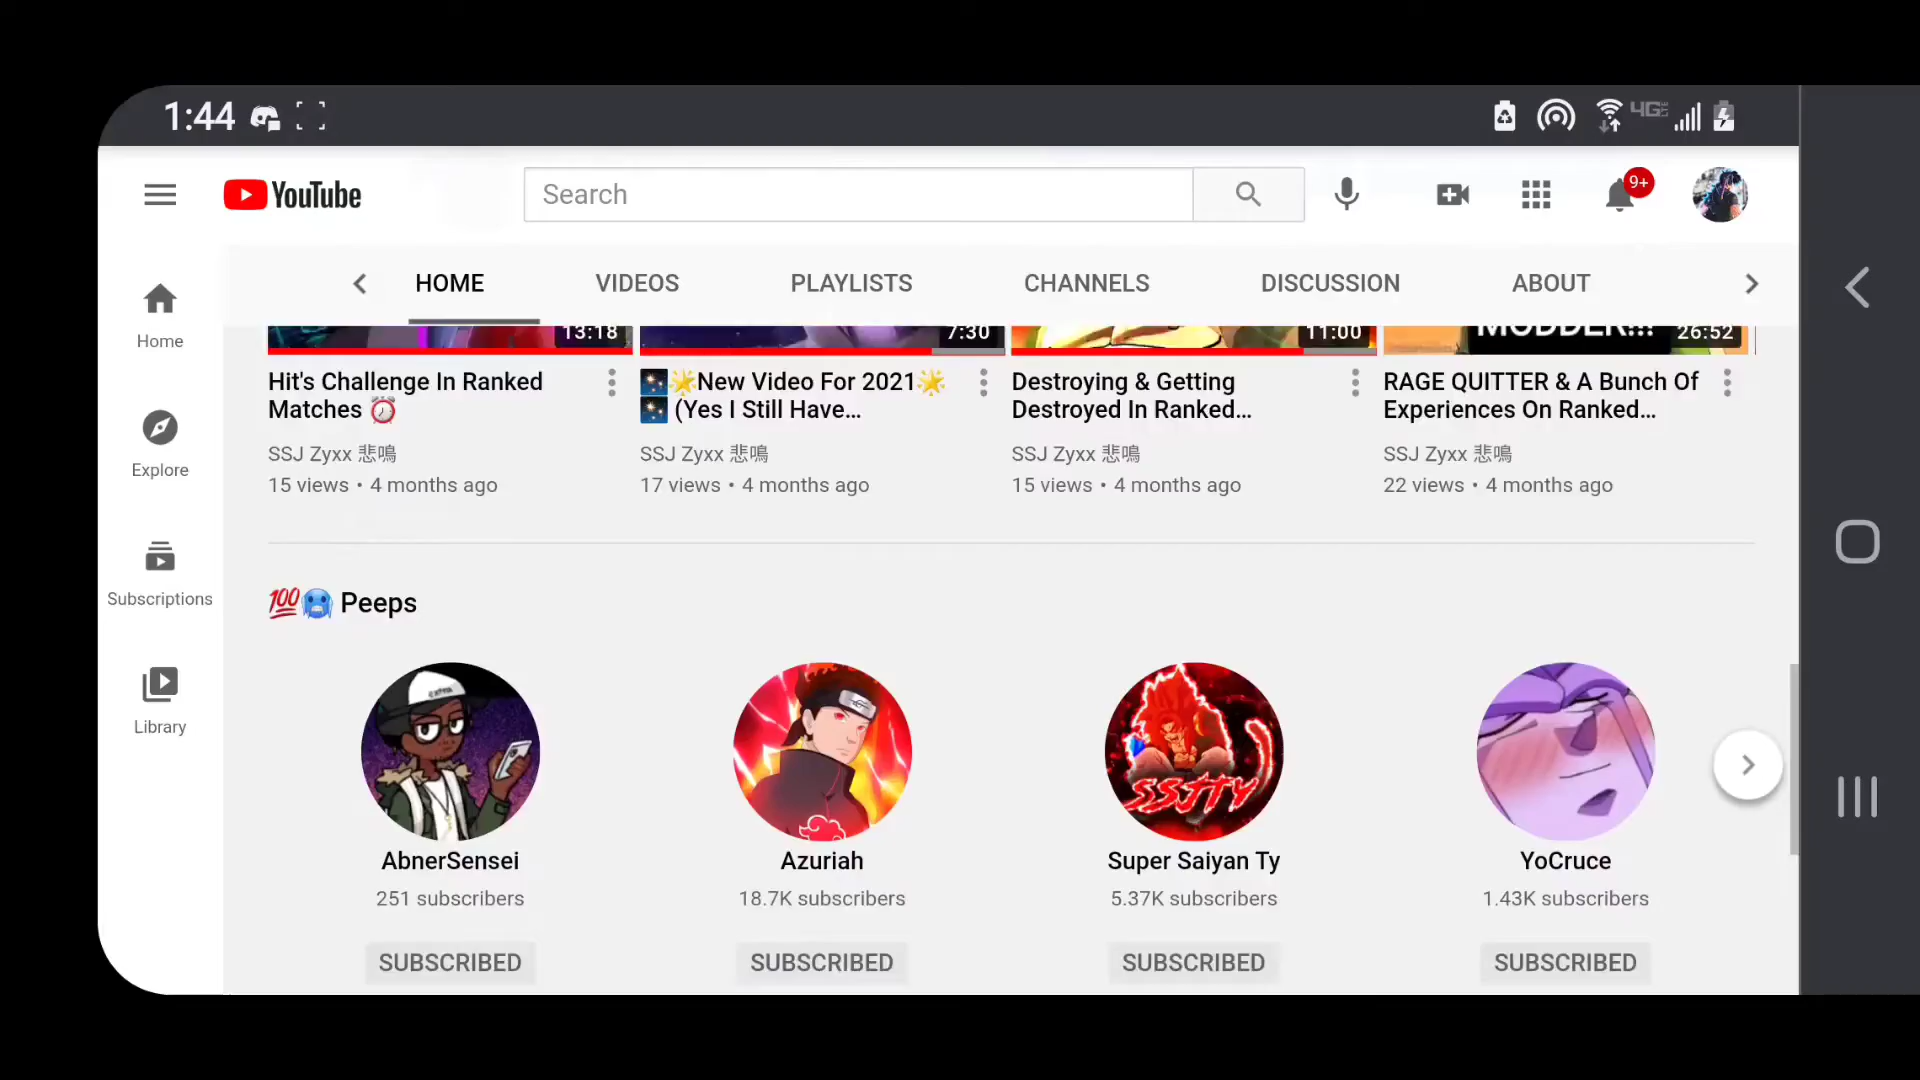 1:44
4GE
YouTube
Search
9+
HOME VIDEOS PLAYLISTS CHANNELS DISCUSSION ABOUT
13:18 7:30 11:00 MODDER!!! 26:52
Hit's Challenge In Ranked
Matches ⏰
🎇🌟New Video For 2021🌟
🎇 (Yes I Still Have...
Destroying & Getting
Destroyed In Ranked...
RAGE QUITTER & A Bunch Of
Experiences On Ranked...
SSJ Zyxx 悲鳴
15 views • 4 months ago
SSJ Zyxx 悲鳴
17 views • 4 months ago
SSJ Zyxx 悲鳴
15 views • 4 months ago
SSJ Zyxx 悲鳴
22 views • 4 months ago
Home
Explore
Subscriptions
Library
💯🥶 Peeps
SSJTY
AbnerSensei
251 subscribers
SUBSCRIBED
Azuriah
18.7K subscribers
SUBSCRIBED
Super Saiyan Ty
5.37K subscribers
SUBSCRIBED
YoCruce
1.43K subscribers
SUBSCRIBED